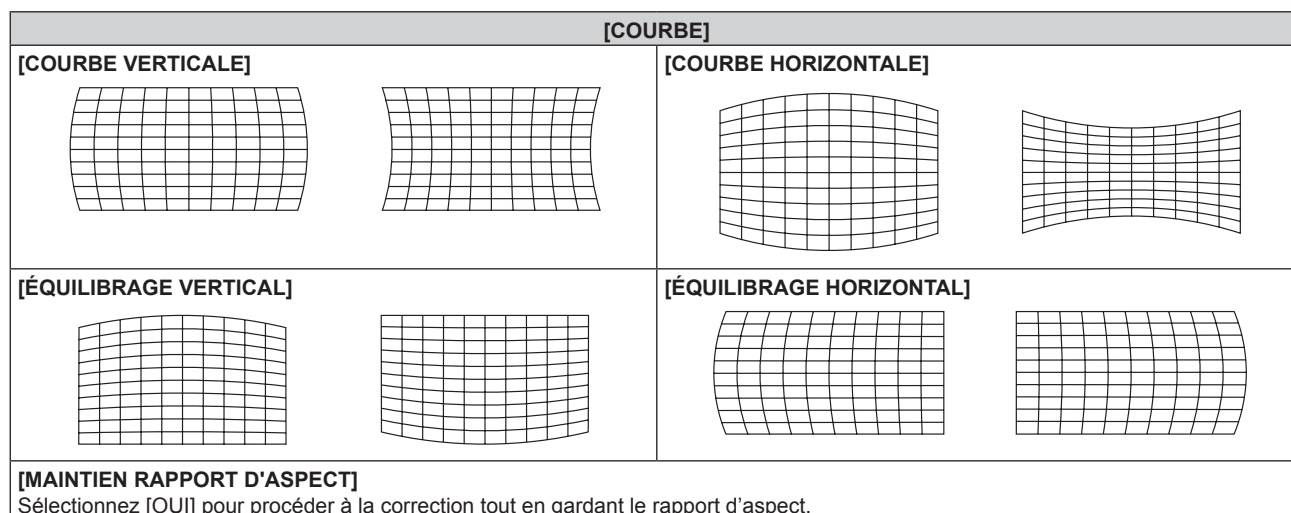 [COURBE]
[COURBE VERTICALE]
[COURBE HORIZONTALE]
[ÉQUILIBRAGE VERTICAL]
[ÉQUILIBRAGE HORIZONTAL]
[MAINTIEN RAPPORT D'ASPECT]
Sélectionnez [OUI] pour procéder à la correction tout en gardant le rapport d'aspect.